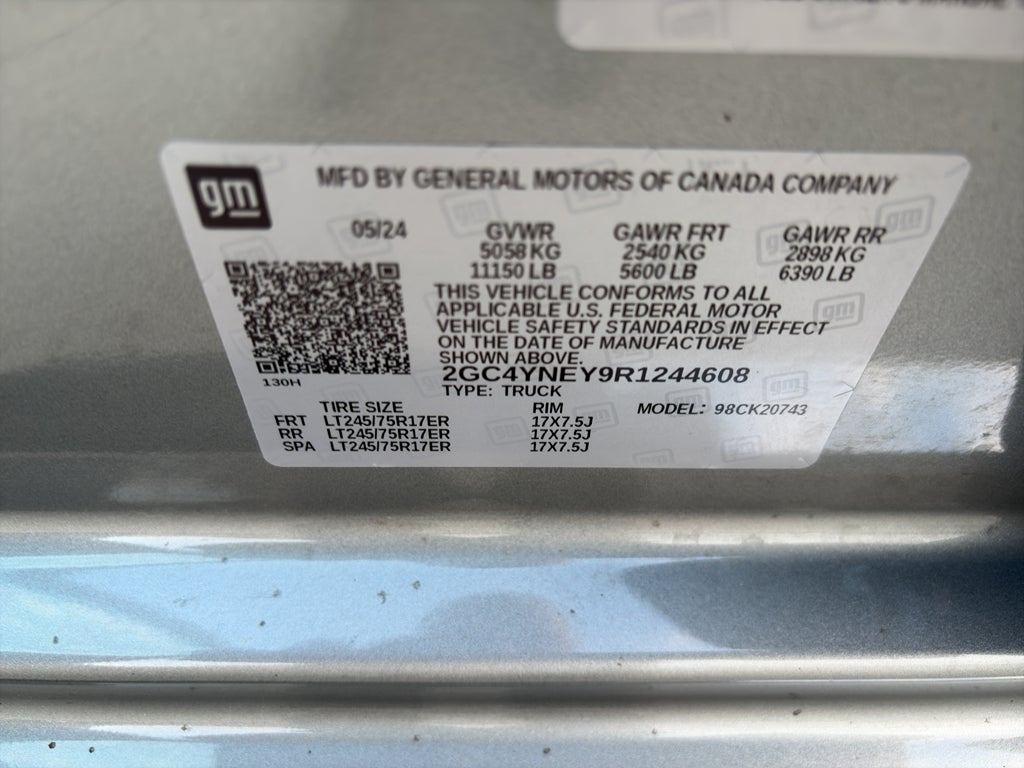 gm
MFD BY GENERAL MOTORS OF CANADA COMPANY
05/24 GVWR GAWR FRT GAWR RR
5058 KG 2540 KG 2898 KG
11150 LB 5600 LB 6390 LB
THIS VEHICLE CONFORMS TO ALL
APPLICABLE U.S. FEDERAL MOTOR
VEHICLE SAFETY STANDARDS IN EFFECT
ON THE DATE OF MANUFACTURE
SHOWN ABOVE.
2GC4YNEY9R1244608
130H
TYPE: TRUCK
TIRE SIZE RIM MODEL: 98CK20743
FRT LT245/75R17ER 17X7.5J
RR LT245/75R17ER 17X7.5J
SPA LT245/75R17ER 17X7.5J